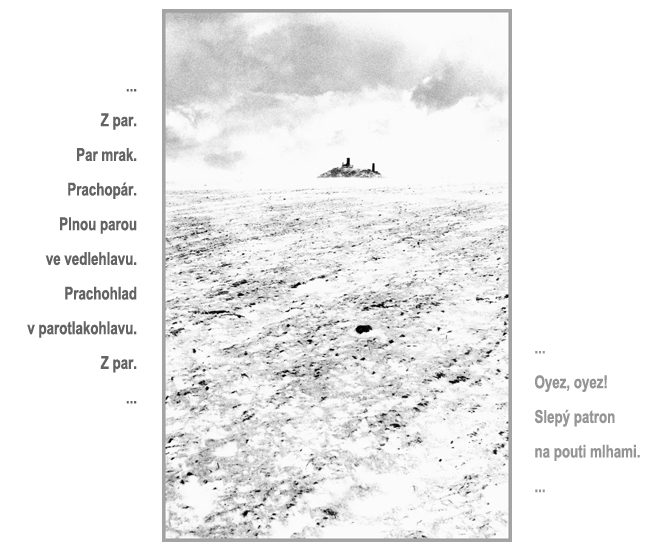 ...
Z par.
Par mrak.
Prachopár.
Plnou parou
ve vedlehlavu.
Prachohlad
v parotlakohlavu.
Z par.
...
...
Oyez, oyez!
Slepý patron
na pouti mlhami.
...